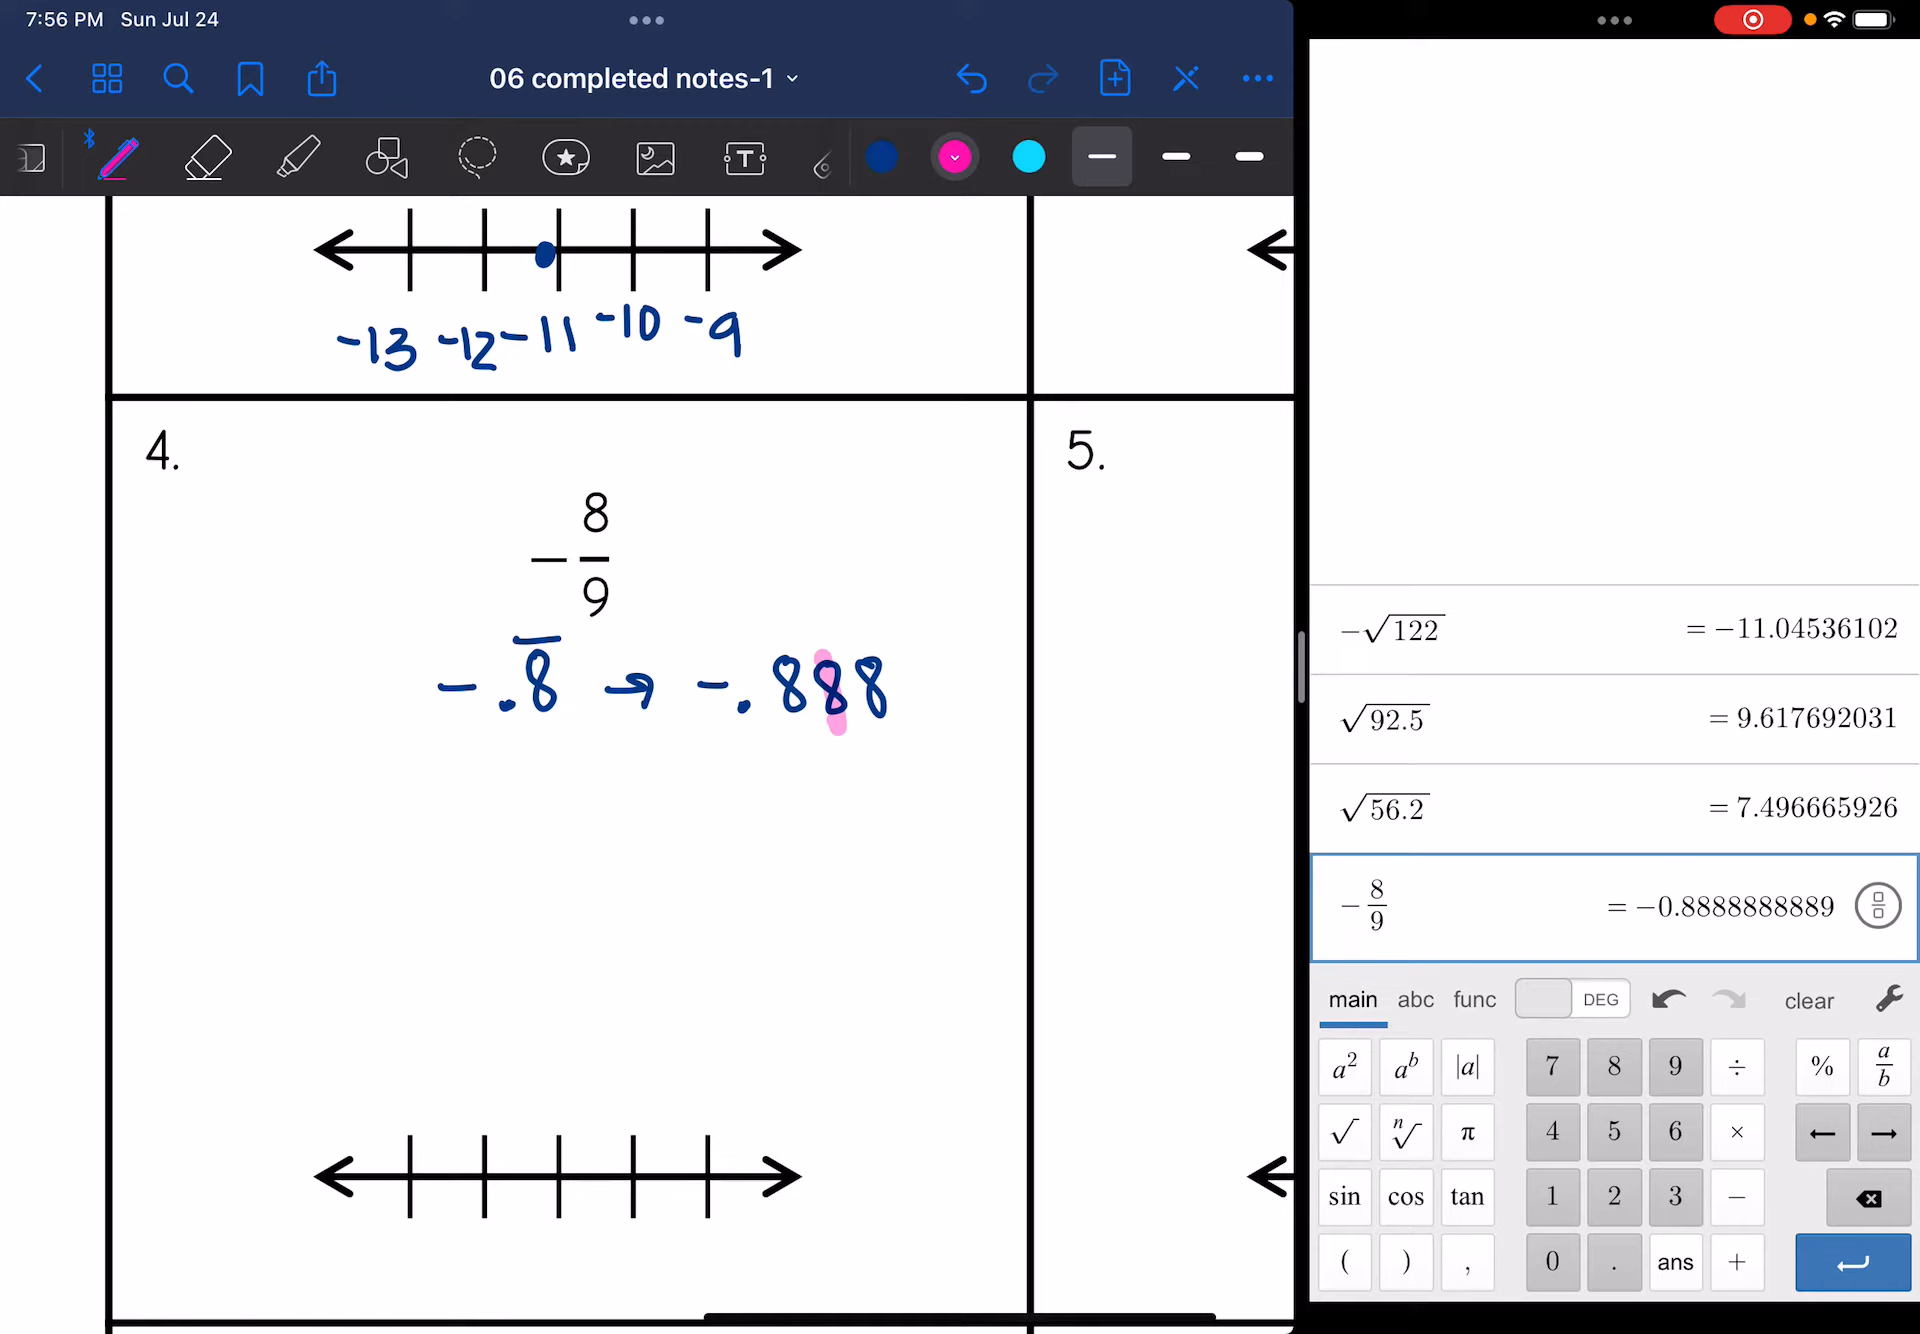 7:56 PM Sun Jul 24
06 completed notes-1
T
-13 -12 -11 -10 -9
4.
5.
− 8/9
-.8̅ → -.888
−√122 = −11.04536102
√92.5 = 9.617692031
√56.2 = 7.496665926
− 8/9 = −0.8888888889
main abc func DEG clear
a² aᵇ |a| 7 8 9 ÷ % a/b
√ ⁿ√ π 4 5 6 × ← →
sin cos tan 1 2 3 −
( ) , 0 . ans +